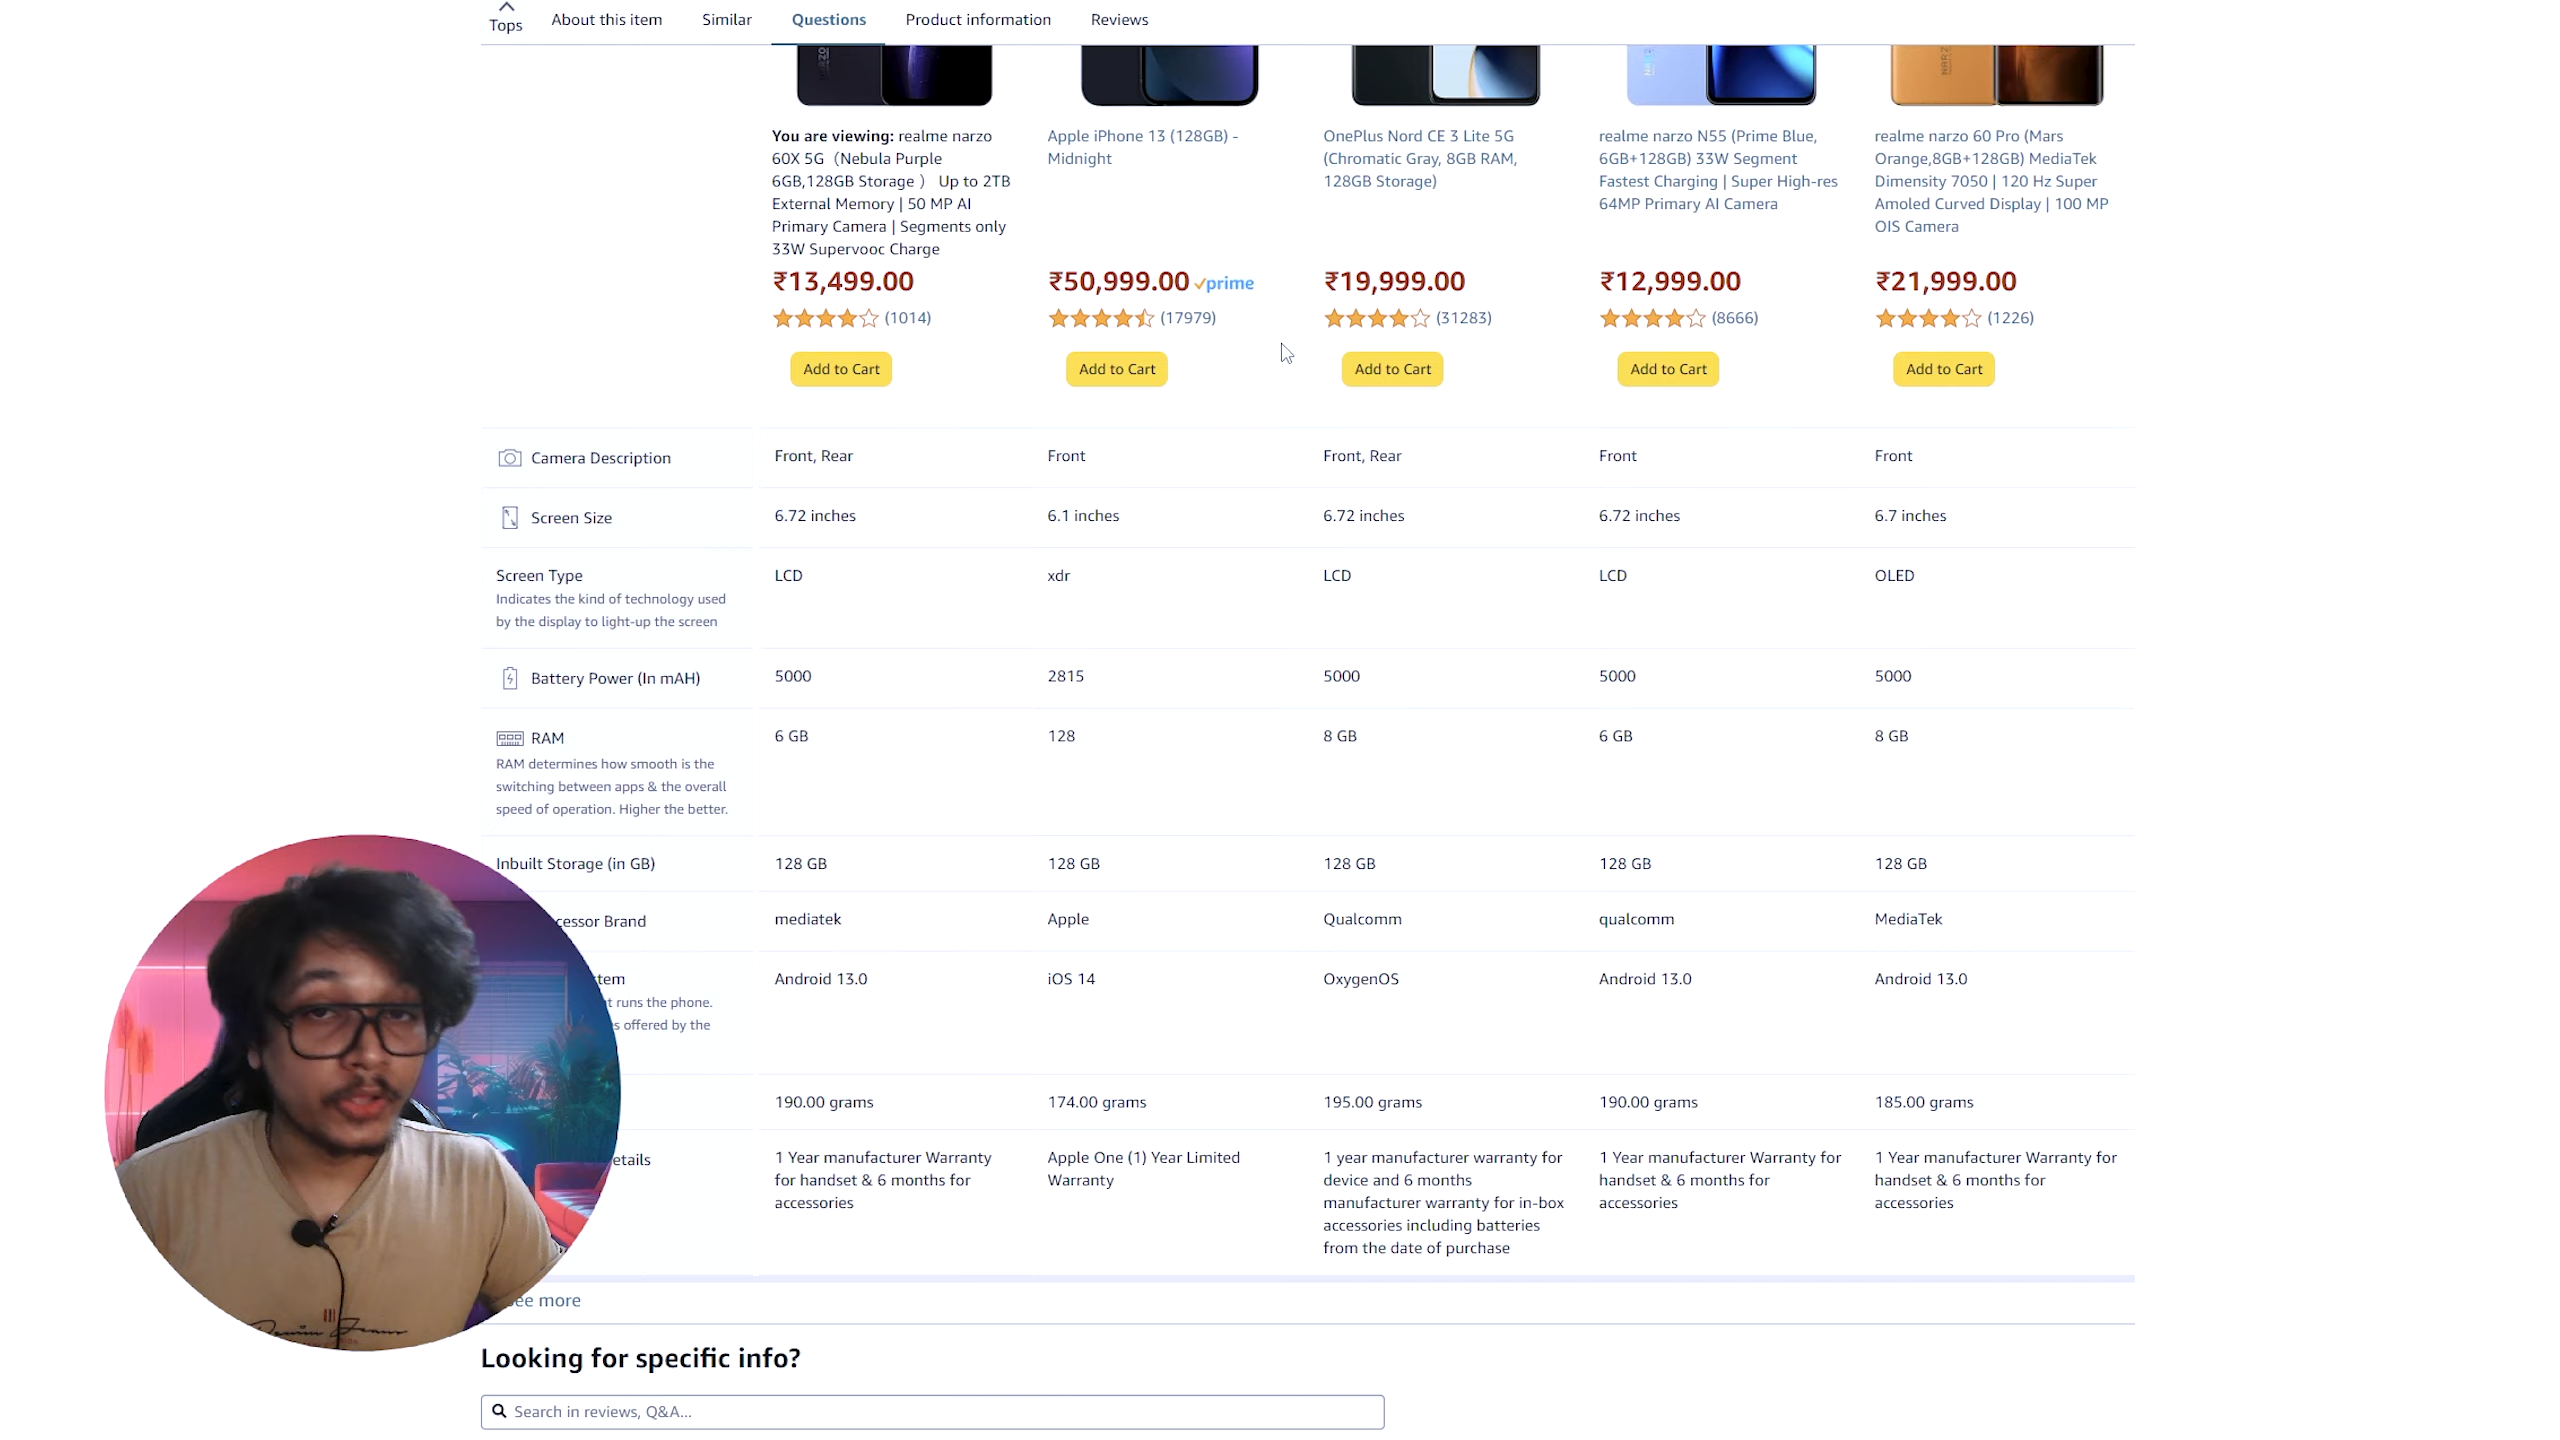 Tops
About this item
Similar
Questions
Product information
Reviews
You are viewing: realme narzo
60X 5G（Nebula Purple
6GB,128GB Storage ） Up to 2TB
External Memory | 50 MP AI
Primary Camera | Segments only
33W Supervooc Charge
Apple iPhone 13 (128GB) -
Midnight
OnePlus Nord CE 3 Lite 5G
(Chromatic Gray, 8GB RAM,
128GB Storage)
realme narzo N55 (Prime Blue,
6GB+128GB) 33W Segment
Fastest Charging | Super High-res
64MP Primary AI Camera
realme narzo 60 Pro (Mars
Orange,8GB+128GB) MediaTek
Dimensity 7050 | 120 Hz Super
Amoled Curved Display | 100 MP
OIS Camera
₹13,499.00
₹50,999.00 prime
₹19,999.00
₹12,999.00
₹21,999.00
(1014)
(17979)
(31283)
(8666)
(1226)
Add to Cart
Add to Cart
Add to Cart
Add to Cart
Add to Cart
Camera Description
Front, Rear
Front
Front, Rear
Front
Front
Screen Size
6.72 inches
6.1 inches
6.72 inches
6.72 inches
6.7 inches
Screen Type
Indicates the kind of technology used
by the display to light-up the screen
LCD
xdr
LCD
LCD
OLED
Battery Power (In mAH)
5000
2815
5000
5000
5000
RAM
RAM determines how smooth is the
switching between apps & the overall
speed of operation. Higher the better.
6 GB
128
8 GB
6 GB
8 GB
Inbuilt Storage (in GB)
128 GB
128 GB
128 GB
128 GB
128 GB
cessor Brand
mediatek
Apple
Qualcomm
qualcomm
MediaTek
tem
t runs the phone.
s offered by the
Android 13.0
iOS 14
OxygenOS
Android 13.0
Android 13.0
190.00 grams
174.00 grams
195.00 grams
190.00 grams
185.00 grams
etails
1 Year manufacturer Warranty
for handset & 6 months for
accessories
Apple One (1) Year Limited
Warranty
1 year manufacturer warranty for
device and 6 months
manufacturer warranty for in-box
accessories including batteries
from the date of purchase
1 Year manufacturer Warranty for
handset & 6 months for
accessories
1 Year manufacturer Warranty for
handset & 6 months for
accessories
ee more
Looking for specific info?
Search in reviews, Q&A...